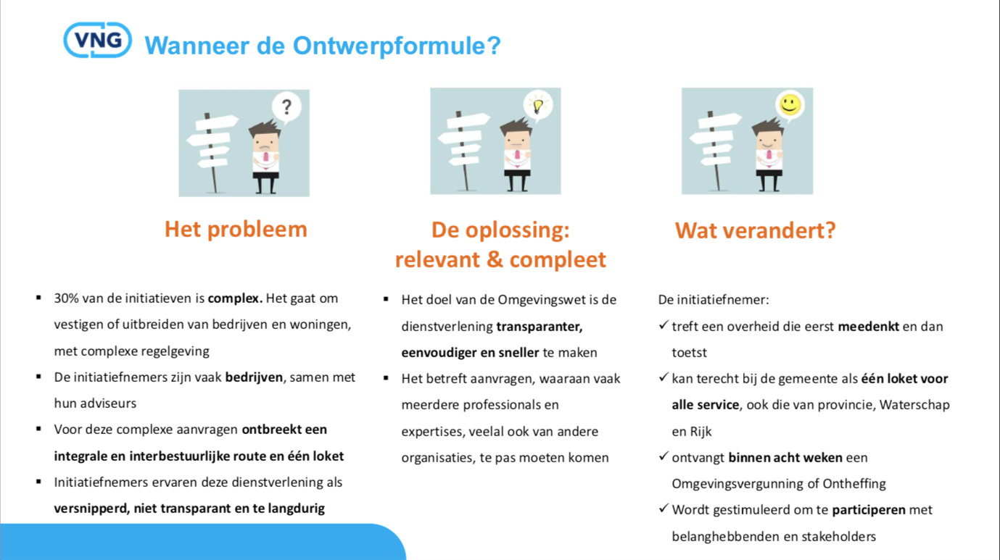 VNG
Wanneer de Ontwerpformule?
?
Het probleem
30% van de initiatieven is complex. Het gaat om
vestigen of uitbreiden van bedrijven en woningen,
met complexe regelgeving
De initiatiefnemers zijn vaak bedrijven, samen met
hun adviseurs
Voor deze complexe aanvragen ontbreekt een
integrale en interbestuurlijke route en één loket
Initiatiefnemers ervaren deze dienstverlening als
versnipperd, niet transparant en te langdurig
De oplossing:
relevant & compleet
Het doel van de Omgevingswet is de
dienstverlening transparanter,
eenvoudiger en sneller te maken
Het betreft aanvragen, waaraan vaak
meerdere professionals en
expertises, veelal ook van andere
organisaties, te pas moeten komen
Wat verandert?
De initiatiefnemer:
treft een overheid die eerst meedenkt en dan
toetst
kan terecht bij de gemeente als één loket voor
alle service, ook die van provincie, Waterschap
en Rijk
ontvangt binnen acht weken een
Omgevingsvergunning of Ontheffing
Wordt gestimuleerd om te participeren met
belanghebbenden en stakeholders